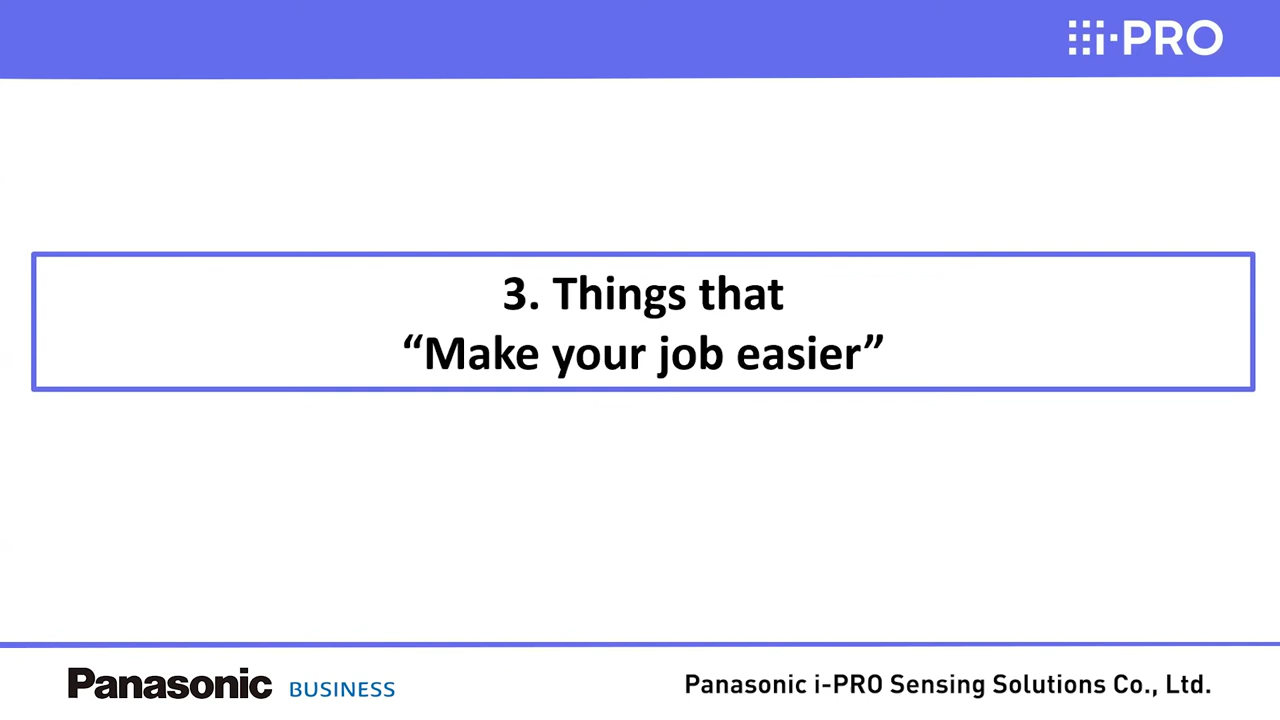 i-PRO
3. Things that
“Make your job easier”
Panasonic BUSINESS
Panasonic i-PRO Sensing Solutions Co., Ltd.